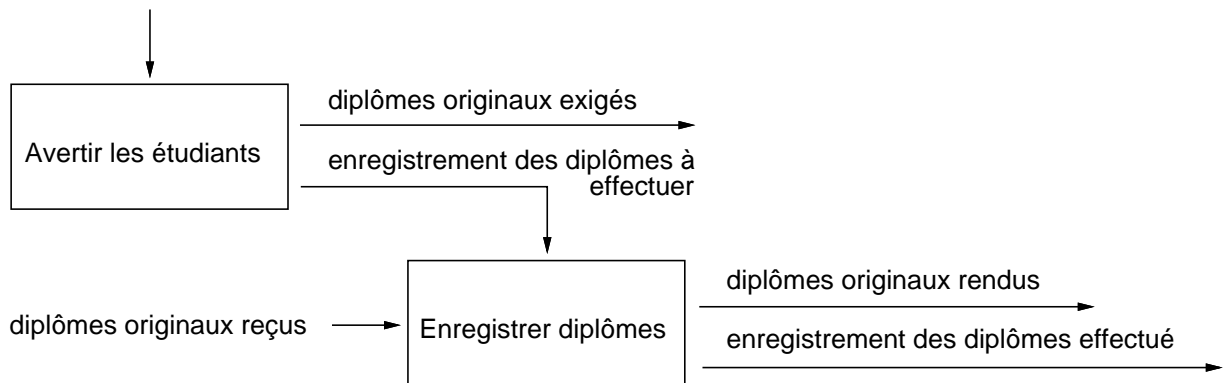 diplômes originaux exigés
Avertir les étudiants
enregistrement des diplômes à
effectuer
diplômes originaux rendus
diplômes originaux reçus
Enregistrer diplômes
enregistrement des diplômes effectué